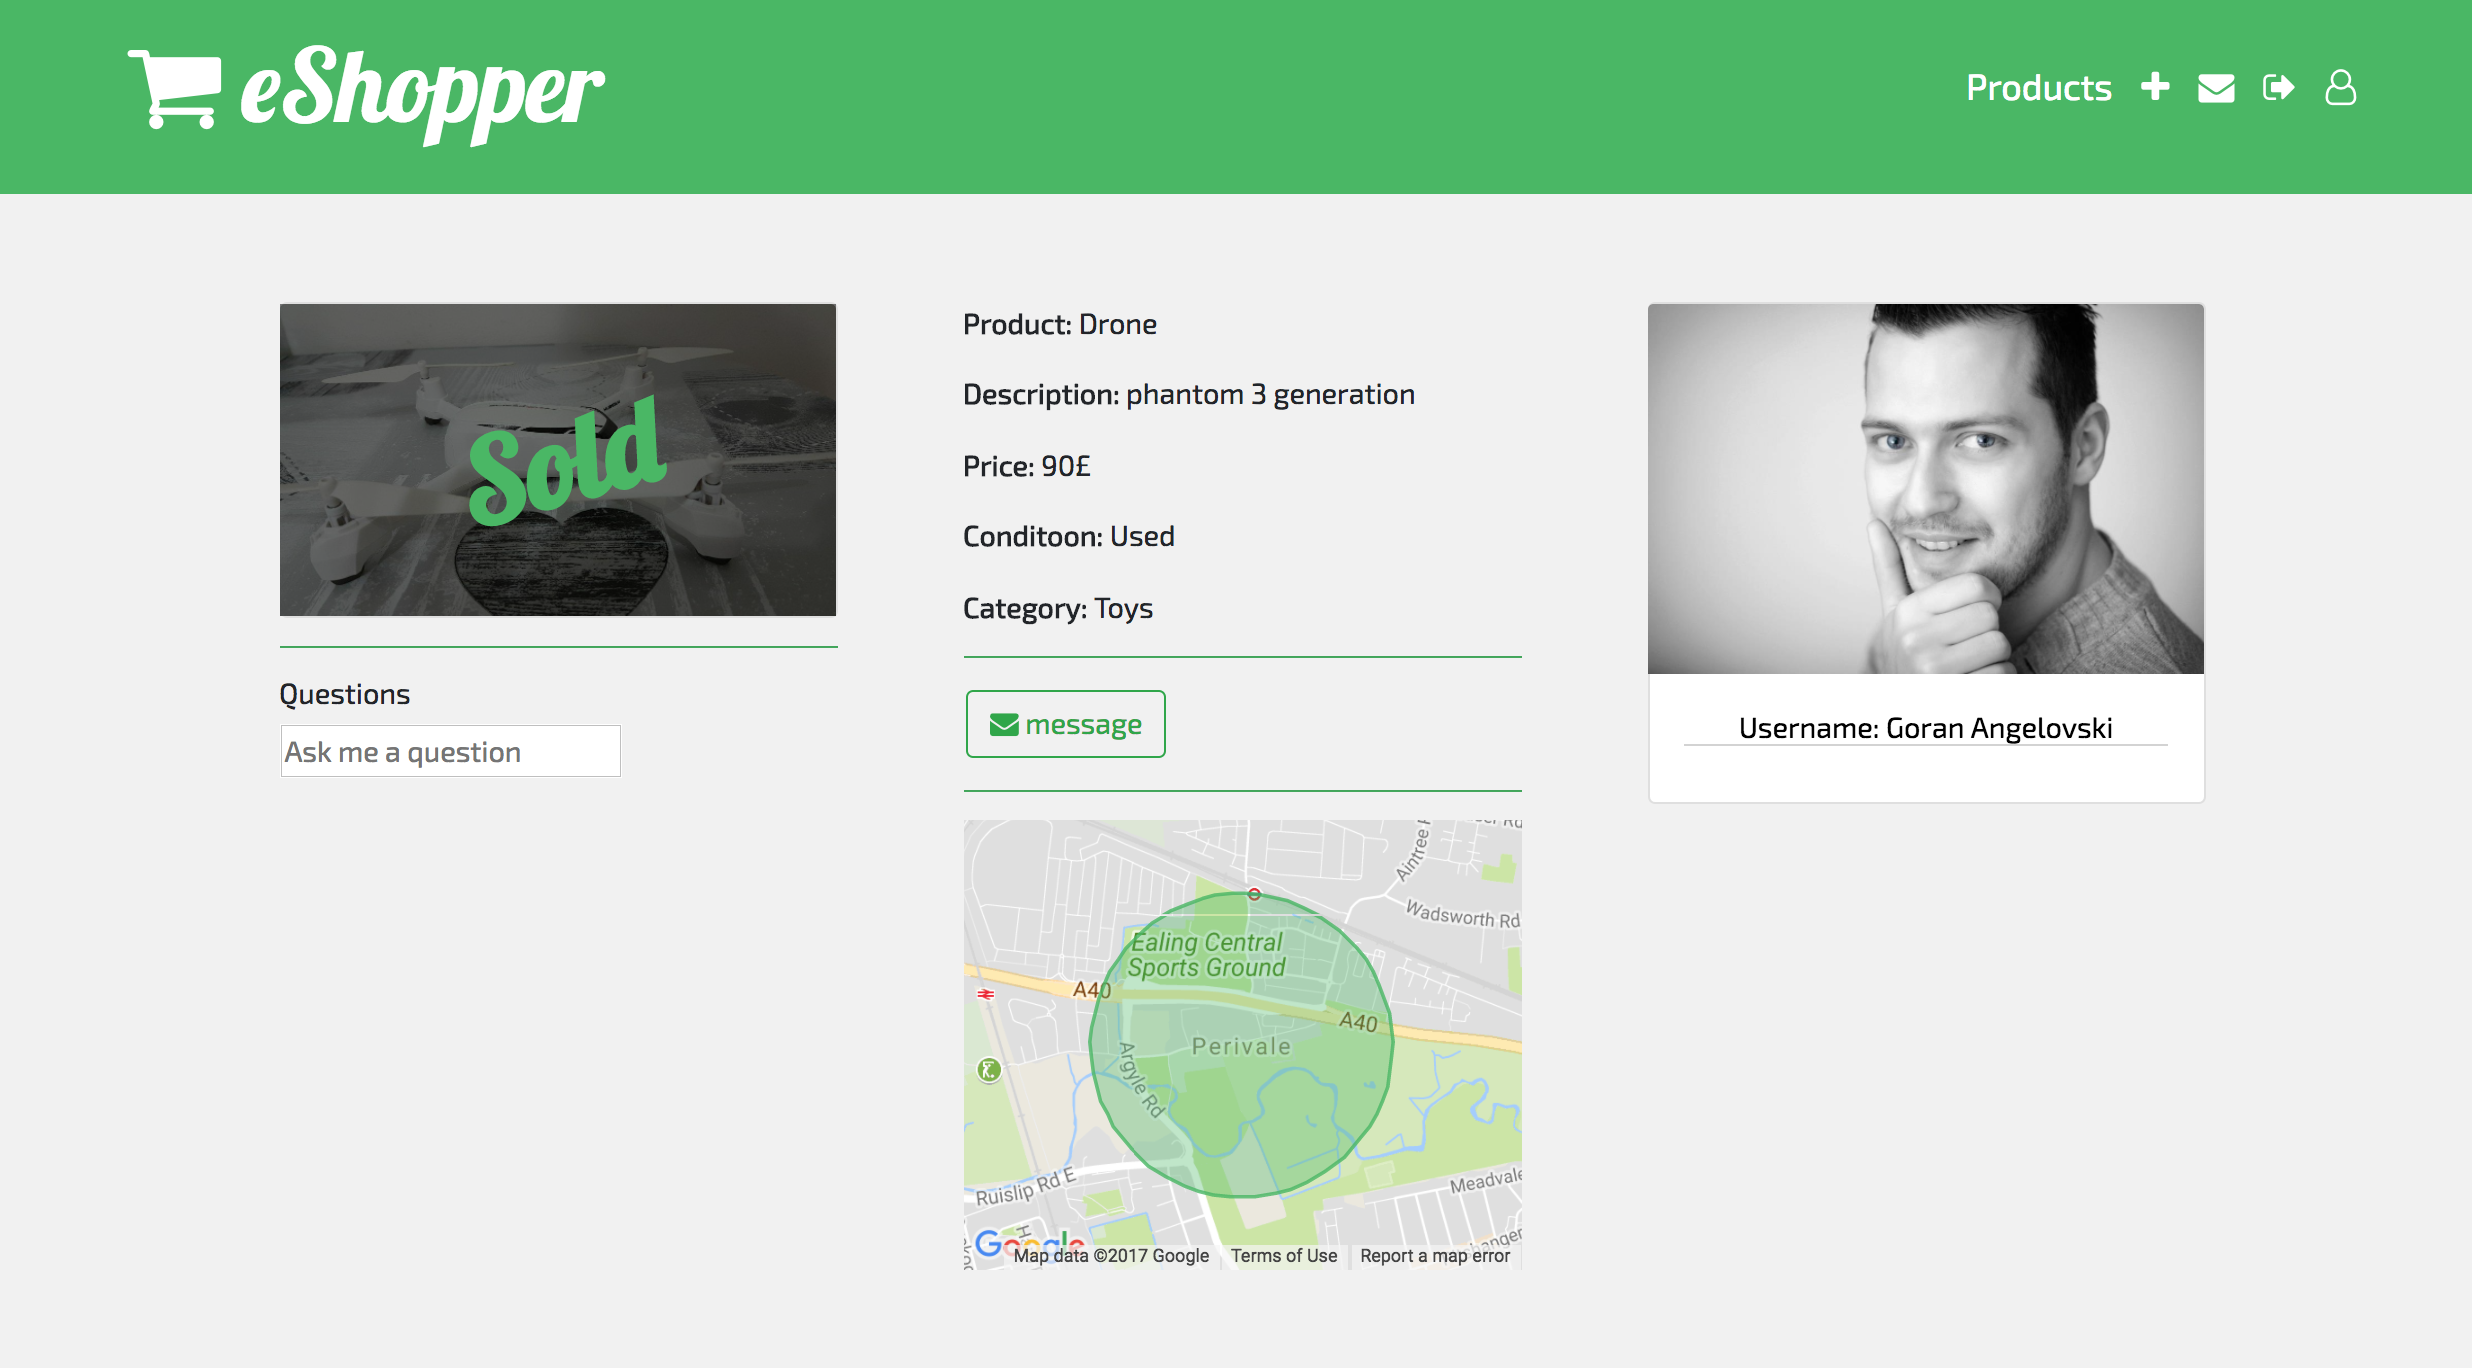 eShopper
Products
Sold
Questions
Ask me a question
Product: Drone
Description: phantom 3 generation
Price: 90£
Conditoon: Used
Category: Toys
message
Aintree
Wadsworth Rd
Ealing Central
Sports Ground
A40
A40
Perivale
Argyle Rd
Ruislip Rd E
Meadvale
Google
Map data ©2017 Google
Terms of Use
Report a map error
Username: Goran Angelovski